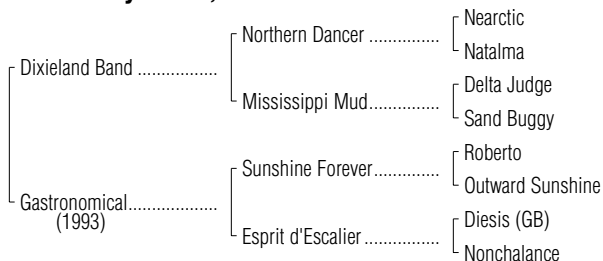 Nearctic
Northern Dancer ................
Natalma
Dixieland Band .................
Delta Judge
Mississippi Mud................
Sand Buggy
Roberto
Sunshine Forever...............
Outward Sunshine
Gastronomical....................
(1993)
Diesis (GB)
Esprit d'Escalier .................
Nonchalance